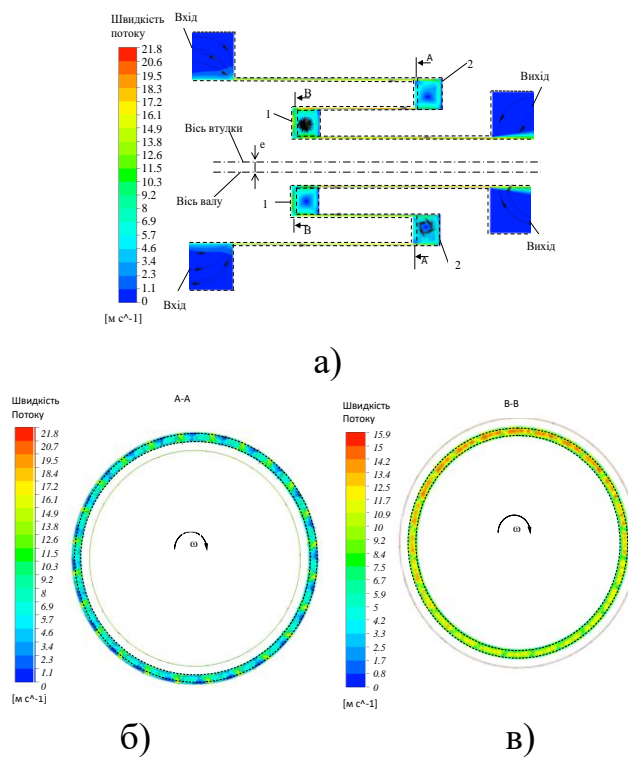 Швидкість
потоку
21.8
20.7
19.5
18.3
17.2
16.1
14.9
13.8
12.6
11.5
10.3
9.2
8
6.8
5.7
4.6
3.4
2.3
1.1
0
[м с^-1]
Вхід
А
2
В
1
Вихід
Вісь втулки
e
Вісь валу
1
В
А
2
Вихід
Вхід
а)
Швидкість
Потоку
21.8
20.7
19.5
18.4
17.2
16.1
14.9
13.8
12.6
11.5
10.3
9.2
8
6.9
5.7
4.6
3.4
2.3
1.1
0
[м с^-1]
А-А
ω
б)
Швидкість
Потоку
15.9
15
14.2
13.4
12.5
11.7
10.9
10
9.2
8.4
7.5
6.7
5.9
5
4.2
3.4
2.5
1.7
0.8
0
[м с^-1]
В-В
ω
в)